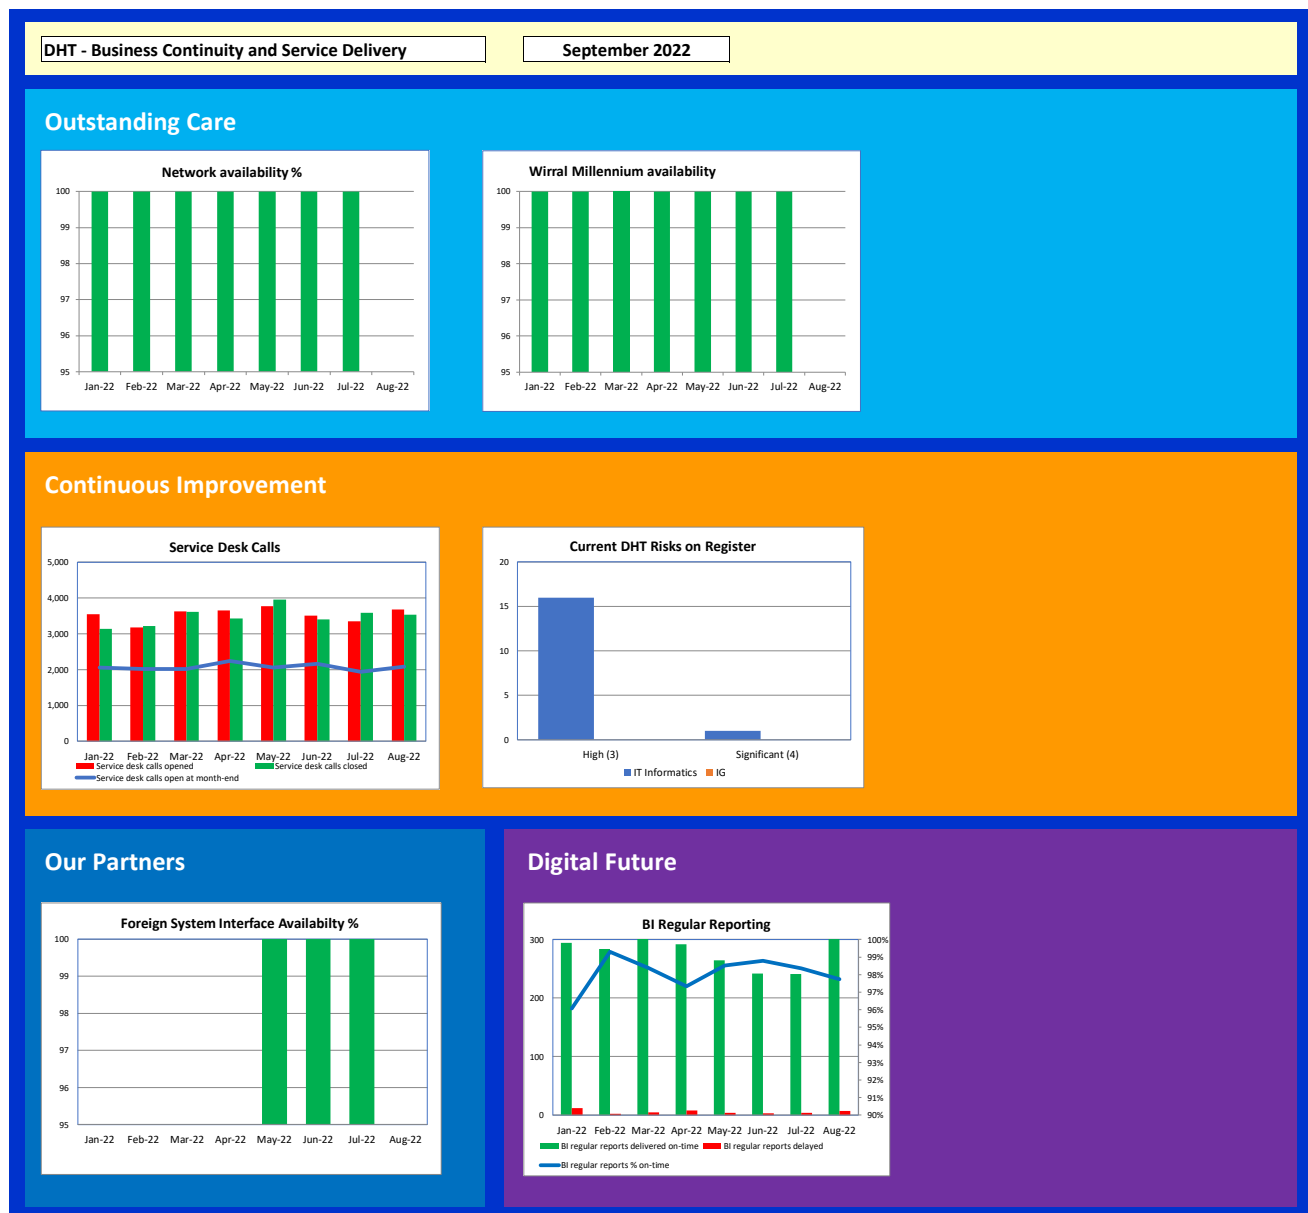 DHT - Business Continuity and Service Delivery
September 2022
Outstanding Care
Network availability %
100
99
98
97
96
95
Jan-22 Feb-22 Mar-22 Apr-22 May-22 Jun-22 Jul-22 Aug-22
Wirral Millennium availability
100
99
98
97
96
95
Jan-22 Feb-22 Mar-22 Apr-22 May-22 Jun-22 Jul-22 Aug-22
Continuous Improvement
Service Desk Calls
5,000
4,000
3,000
2,000
1,000
0
Jan-22 Feb-22 Mar-22 Apr-22 May-22 Jun-22 Jul-22 Aug-22
Service desk calls opened Service desk calls closed
Service desk calls open at month-end
Current DHT Risks on Register
20
15
10
5
0
High (3) Significant (4)
IT Informatics IG
Our Partners
Foreign System Interface Availabilty %
100
99
98
97
96
95
Jan-22 Feb-22 Mar-22 Apr-22 May-22 Jun-22 Jul-22 Aug-22
Digital Future
BI Regular Reporting
300
200
100
0
100%
99%
98%
97%
96%
95%
94%
93%
92%
91%
90%
Jan-22 Feb-22 Mar-22 Apr-22 May-22 Jun-22 Jul-22 Aug-22
BI regular reports delivered on-time BI regular reports delayed
BI regular reports % on-time